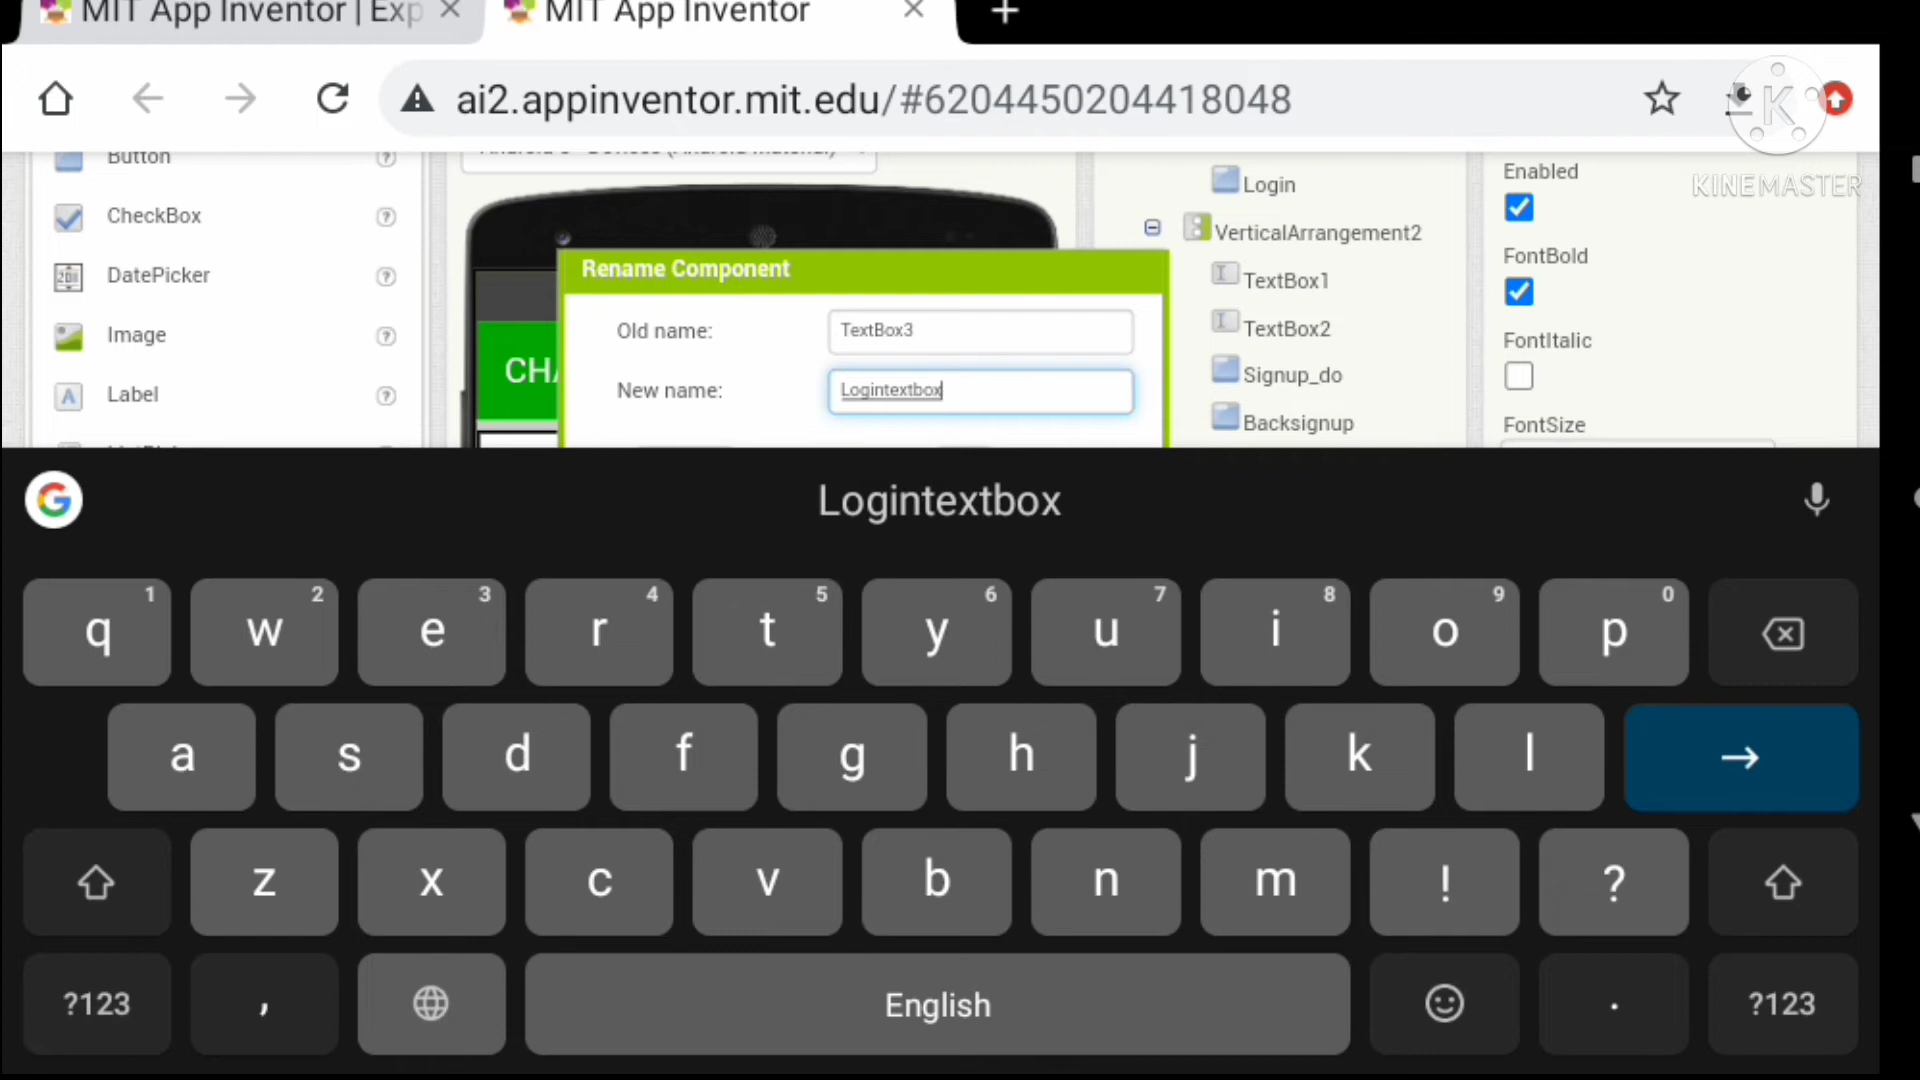 MIT App Inventor | Exp
MIT App Inventor
ai2.appinventor.mit.edu/#6204450204418048
KINEMASTER
Button
CheckBox
DatePicker
Image
Label
CHA
Rename Component
Old name:
TextBox3
New name:
Logintextbox
Login
VerticalArrangement2
TextBox1
TextBox2
Signup_do
Backsignup
Enabled
FontBold
FontItalic
FontSize
Logintextbox
q 1 w 2 e 3 r 4 t 5 y 6 u 7 i 8 o 9 p 0
a s d f g h j k l
z x c v b n m ! ?
?123 , English . ?123